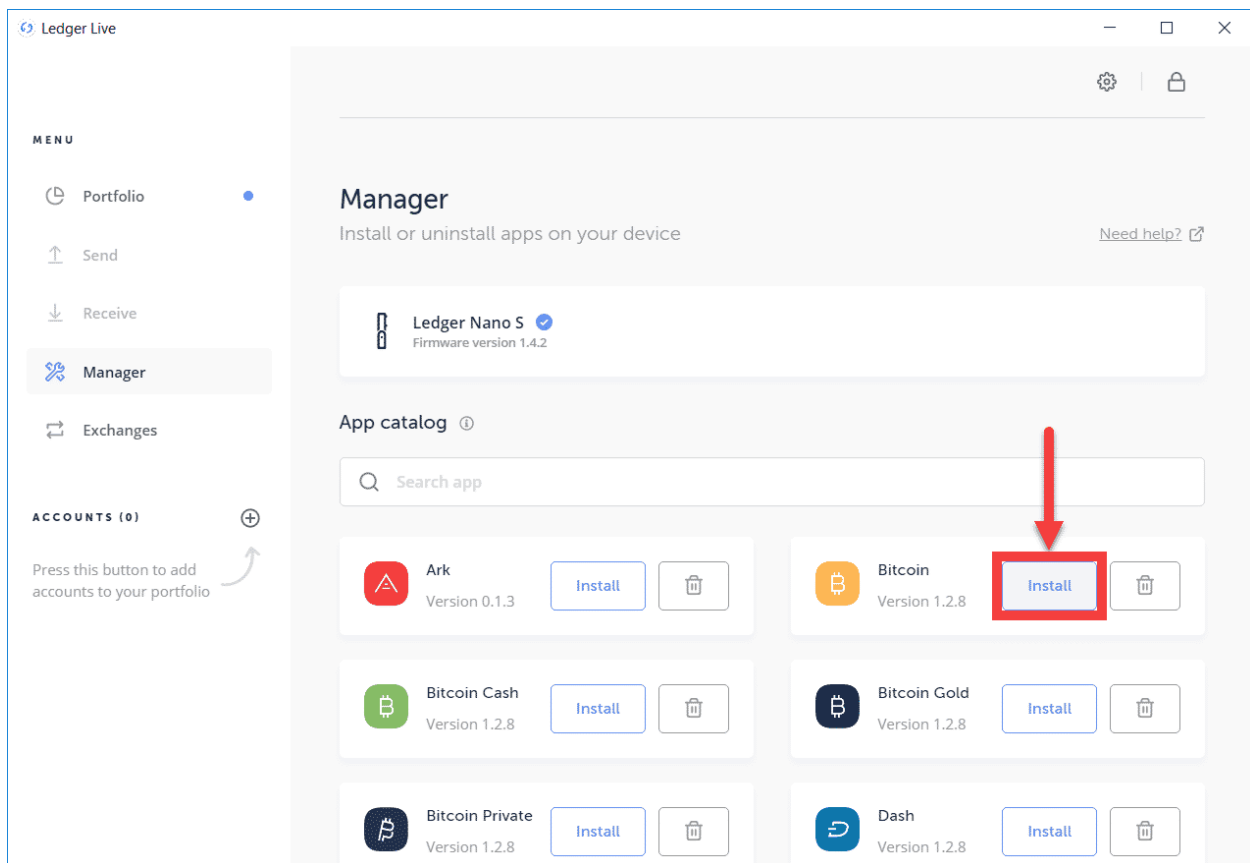 Ledger Live
MENU
Portfolio
Send
Receive
Manager
Exchanges
ACCOUNTS (0)
Press this button to add
accounts to your portfolio
Manager
Install or uninstall apps on your device
Need help?
Ledger Nano S
Firmware version 1.4.2
App catalog
Search app
Ark
Version 0.1.3
Install
Bitcoin
Version 1.2.8
Install
Bitcoin Cash
Version 1.2.8
Install
Bitcoin Gold
Version 1.2.8
Install
Bitcoin Private
Version 1.2.8
Install
Dash
Version 1.2.8
Install